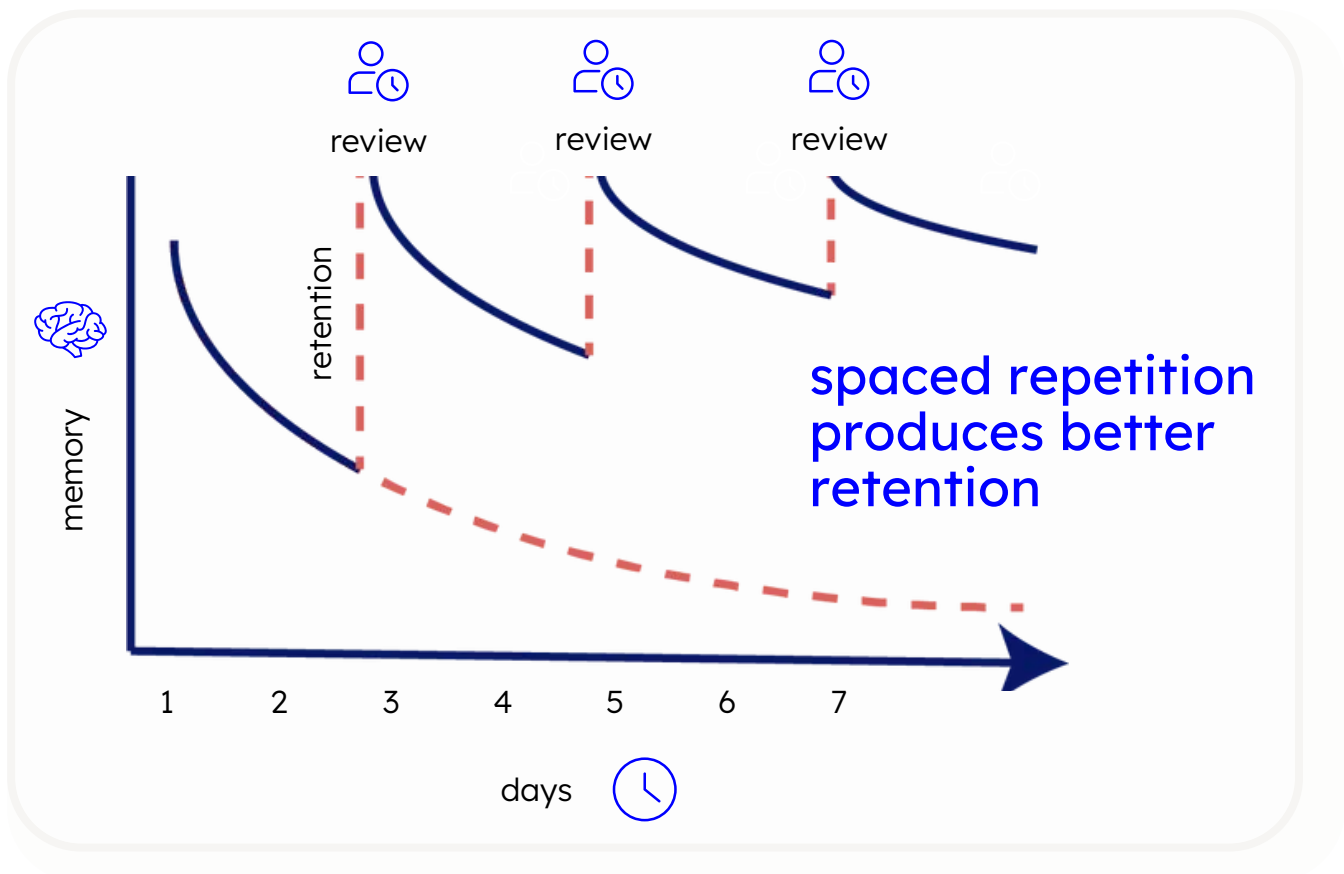 review
review
review
retention
memory
spaced repetition
produces better
retention
1 2 3 4 5 6 7
days